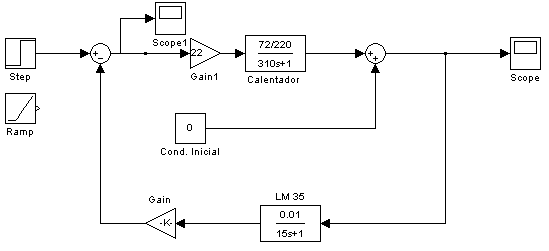 Scope1
Step
22
Gain1
72/220
310s+1
Calentador
Scope
Ramp
0
Cond. Inicial
Gain
-K-
LM 35
0.01
15s+1